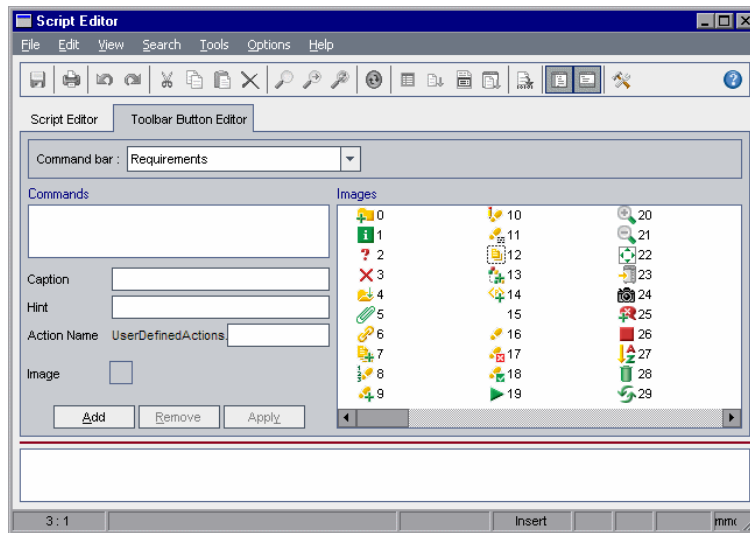 Script Editor
File Edit View Search Tools Options Help
Script Editor Toolbar Button Editor
Command bar : Requirements
Commands Images
0 10 20
1 11 21
2 12 22
3 13 23
4 14 24
5 15 25
6 16 26
7 17 27
8 18 28
9 19 29
Caption
Hint
Action Name UserDefinedActions.
Image
Add Remove Apply
3 : 1 Insert